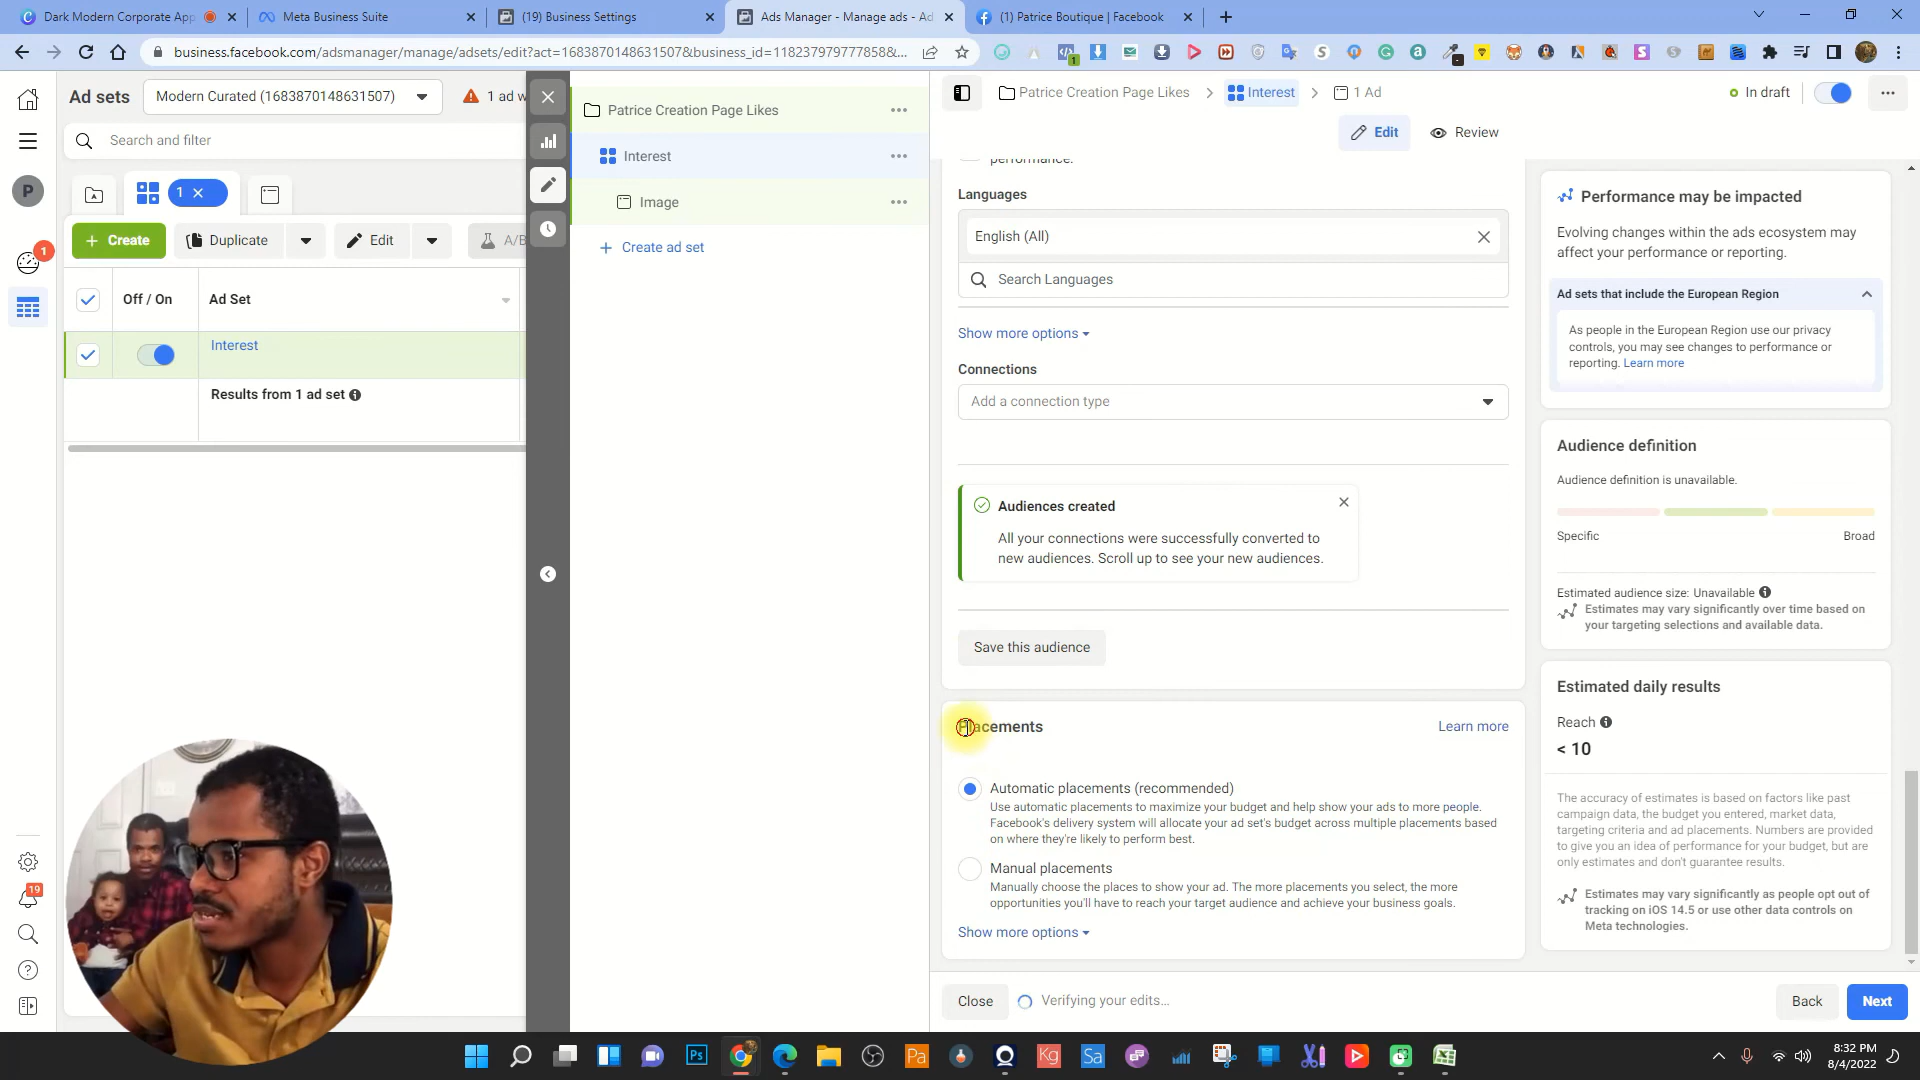 Dark Modern Corporate App
Meta Business Suite
(19) Business Settings
Ads Manager - Manage ads - Ad
(1) Patrice Boutique | Facebook
business.facebook.com/adsmanager/manage/adsets/edit?act=1683870148631507&business_id=1182379797777858&...
Ad sets
Modern Curated (1683870148631507)
1 ad w
Search and filter
P
1
1
Create
Duplicate
Edit
A/B
Off / On
Ad Set
Interest
Results from 1 ad set
19
Patrice Creation Page Likes
Interest
Image
Create ad set
Patrice Creation Page Likes
Interest
1 Ad
In draft
Edit
Review
performance.
Languages
English (All)
Search Languages
Show more options
Connections
Add a connection type
Audiences created
All your connections were successfully converted to
new audiences. Scroll up to see your new audiences.
Save this audience
Placements
Learn more
Automatic placements (recommended)
Use automatic placements to maximize your budget and help show your ads to more people.
Facebook's delivery system will allocate your ad set's budget across multiple placements based
on where they're likely to perform best.
Manual placements
Manually choose the places to show your ad. The more placements you select, the more
opportunities you'll have to reach your target audience and achieve your business goals.
Show more options
Close
Verifying your edits...
Back
Next
Performance may be impacted
Evolving changes within the ads ecosystem may
affect your performance or reporting.
Ad sets that include the European Region
As people in the European Region use our privacy
controls, you may see changes to performance or
reporting. Learn more
Audience definition
Audience definition is unavailable.
Specific
Broad
Estimated audience size: Unavailable
Estimates may vary significantly over time based on
your targeting selections and available data.
Estimated daily results
Reach
< 10
The accuracy of estimates is based on factors like past
campaign data, the budget you entered, market data,
targeting criteria and ad placements. Numbers are provided
to give you an idea of performance for your budget, but are
only estimates and don't guarantee results.
Estimates may vary significantly as people opt out of
tracking on iOS 14.5 or use other data controls on
Meta technologies.
Ps
Pa
Kg
Sa
8:32 PM
8/4/2022